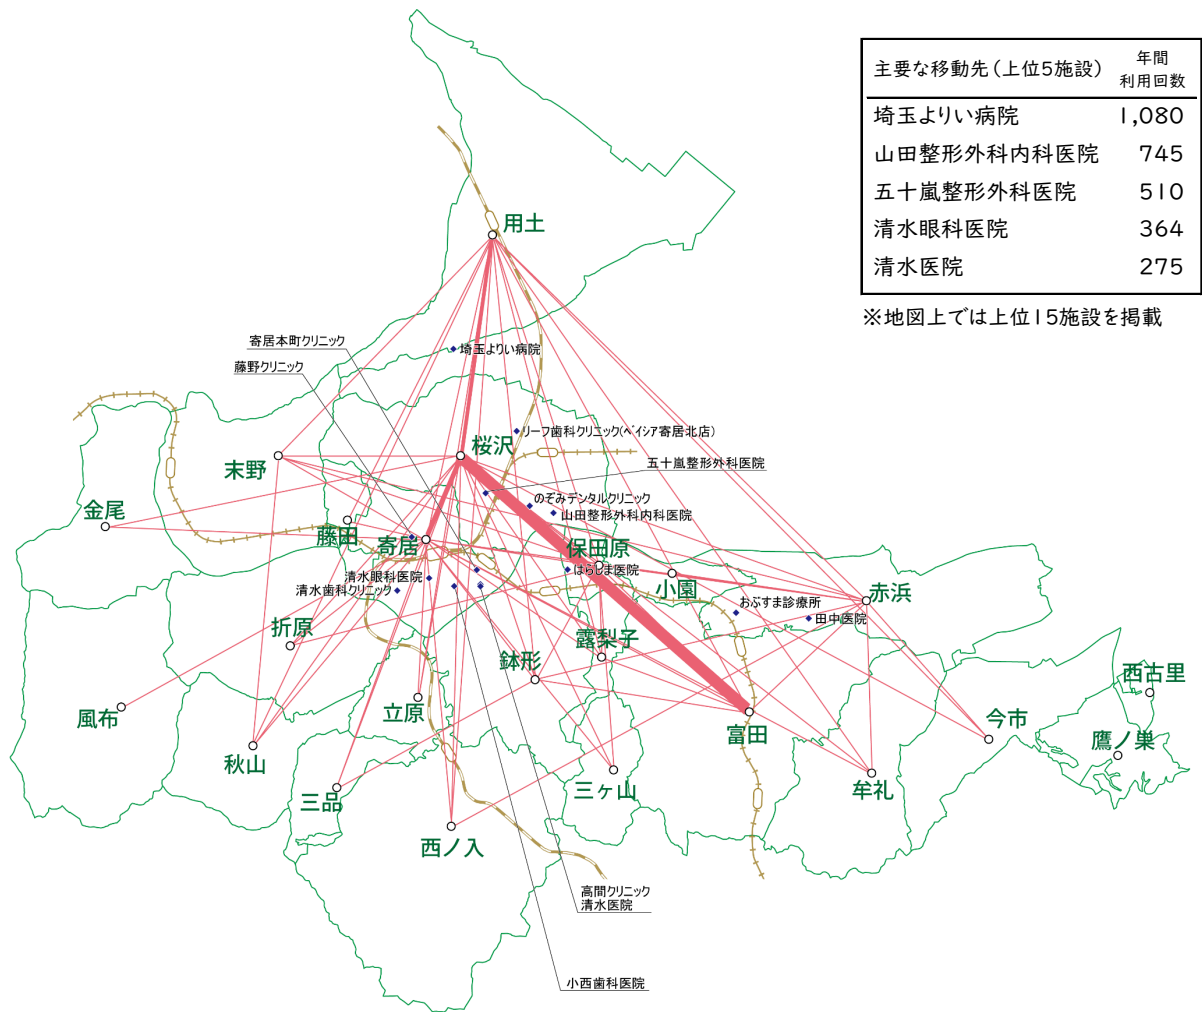 主要な移動先（上位5施設） 年間
利用回数
埼玉よりい病院 1,080
山田整形外科内科医院 745
五十嵐整形外科医院 510
清水眼科医院 364
清水医院 275
※地図上では上位15施設を掲載
用土
寄居本町クリニック
埼玉よりい病院
藤野クリニック
リーフ歯科クリニック(ベイシア寄居北店)
桜沢
五十嵐整形外科医院
末野
のぞみデンタルクリニック
金尾
山田整形外科内科医院
藤田
寄居
保田原
はらしま医院
清水眼科医院
清水歯科クリニック
小園
赤浜
おぶすま診療所
田中医院
折原
露梨子
鉢形
西古里
風布
立原
富田
今市
鷹ノ巣
秋山
三品
三ヶ山
牟礼
西ノ入
高間クリニック
清水医院
小西歯科医院